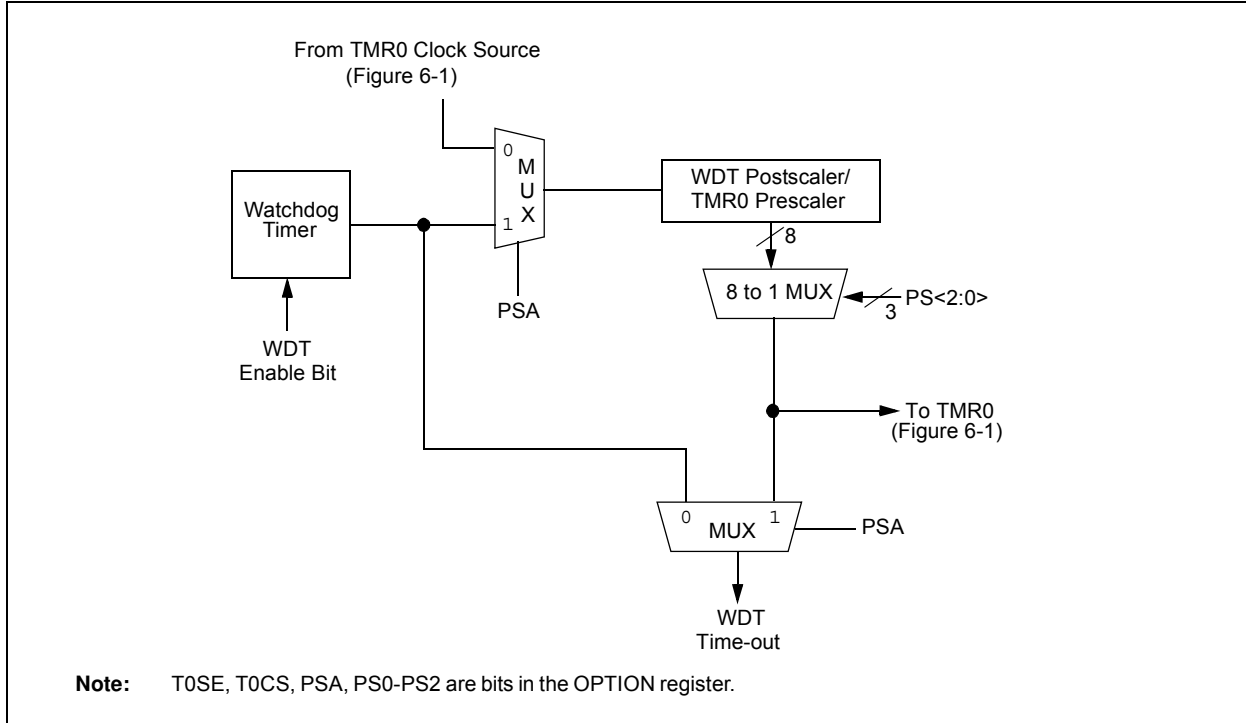 From TMR0 Clock Source
(Figure 6-1)
0
M
U
X
1
PSA
Watchdog
Timer
WDT
Enable Bit
WDT Postscaler/
TMR0 Prescaler
8
8 to 1 MUX
PS<2:0>
3
To TMR0
(Figure 6-1)
0
MUX
1
PSA
WDT
Time-out
Note: T0SE, T0CS, PSA, PS0-PS2 are bits in the OPTION register.